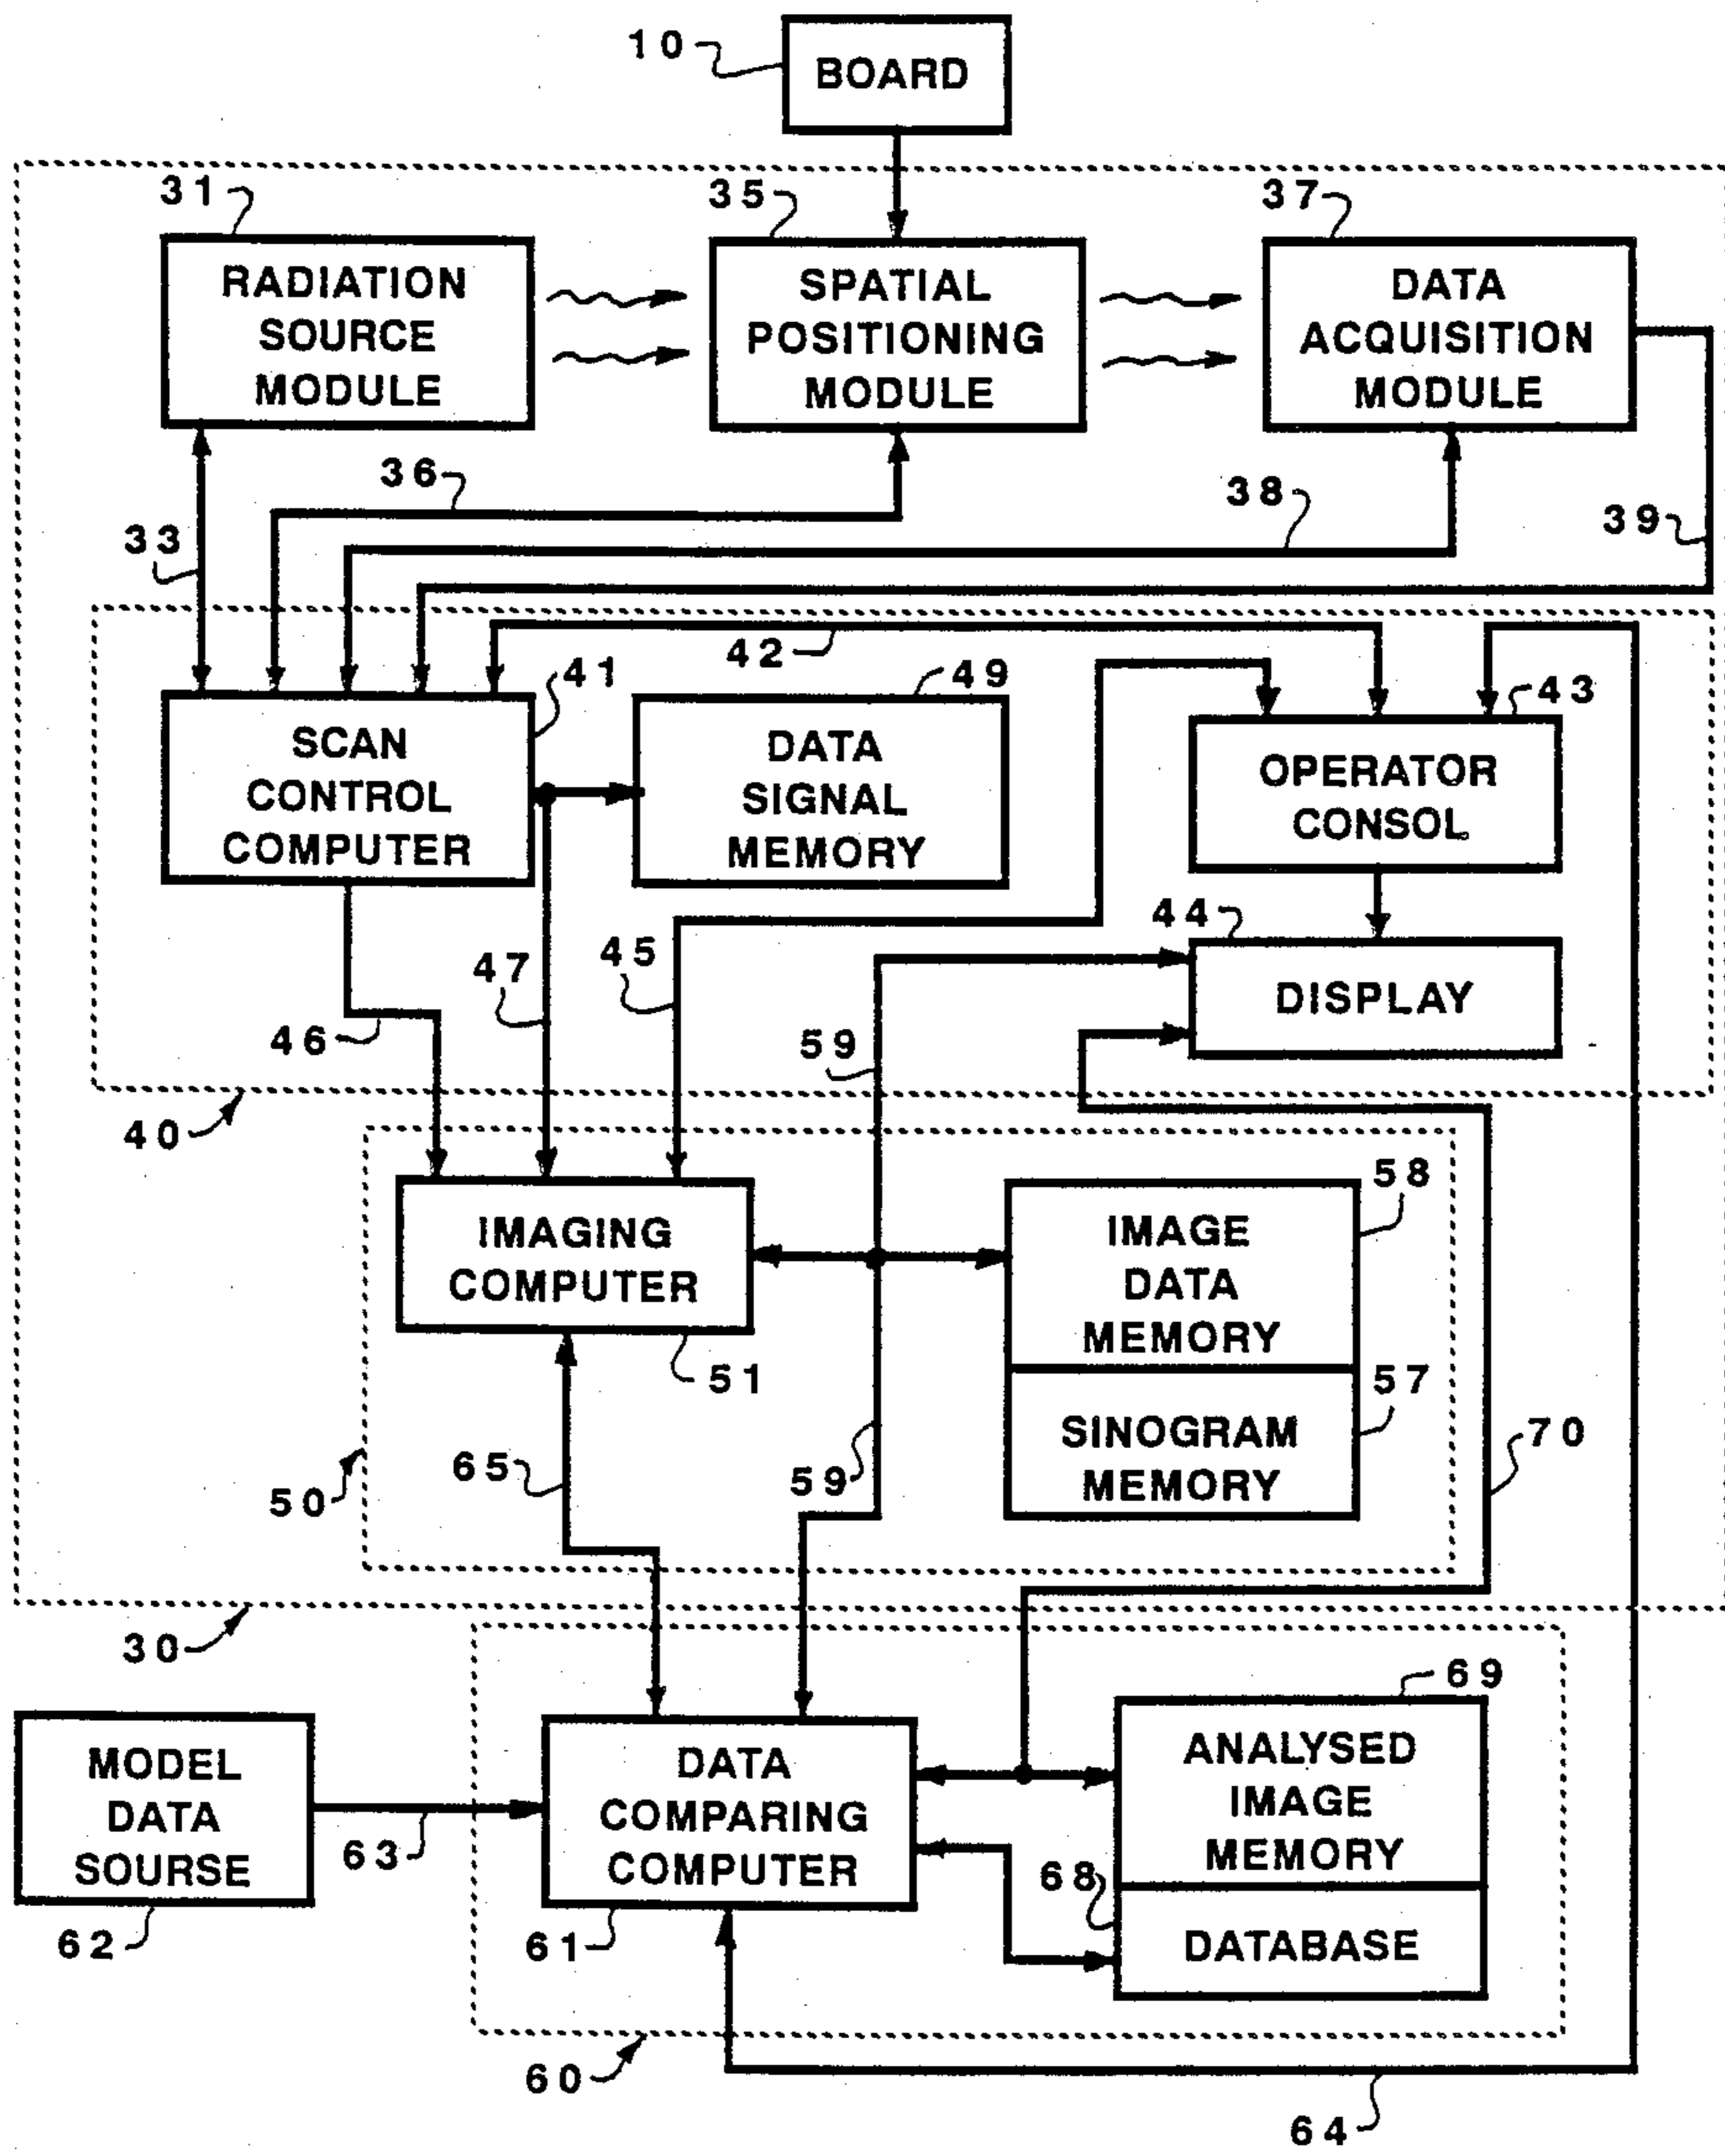 10
BOARD
31
35
37
RADIATION
SOURCE
MODULE
SPATIAL
POSITIONING
MODULE
DATA
ACQUISITION
MODULE
36
38
39
33
42
41
49
43
SCAN
CONTROL
COMPUTER
DATA
SIGNAL
MEMORY
OPERATOR
CONSOL
44
47
45
DISPLAY
46
59
40
58
IMAGING
COMPUTER
IMAGE
DATA
MEMORY
51
57
SINOGRAM
MEMORY
70
65
59
50
30
69
MODEL
DATA
SOURSE
63
DATA
COMPARING
COMPUTER
ANALYSED
IMAGE
MEMORY
68
62
61
DATABASE
60
64